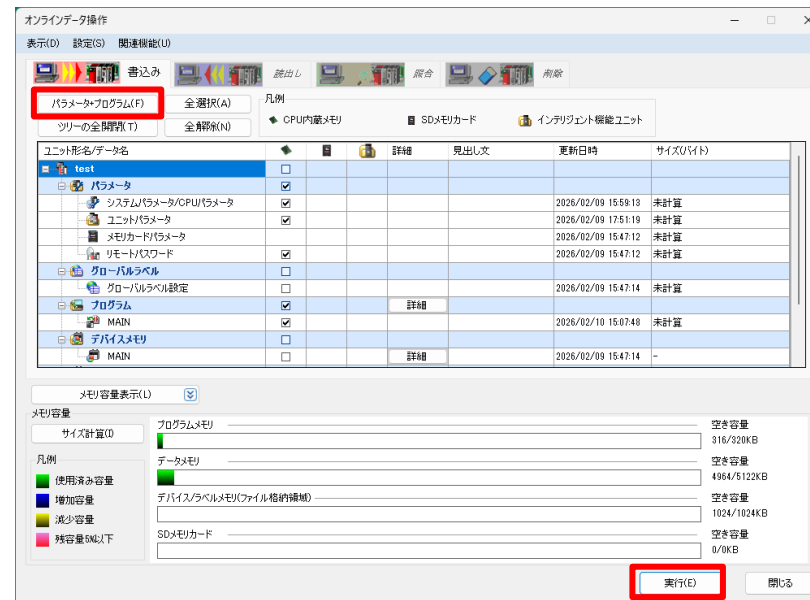 オンラインデータ操作
表示(D) 設定(S) 関連機能(U)
書込み 読出し 照合 削除
パラメータ+プログラム(F) 全選択(A) 凡例
ツリーの全開閉(T) 全解除(N) CPU内蔵メモリ SDメモリカード インテリジェント機能ユニット
ユニット形名/データ名 詳細 見出し文 更新日時 サイズ(バイト)
test
パラメータ
システムパラメータ/CPUパラメータ 2026/02/09 15:59:13 未計算
ユニットパラメータ 2026/02/09 17:51:19 未計算
メモリカードパラメータ 2026/02/09 15:47:12 未計算
リモートパスワード 2026/02/09 15:47:12 未計算
グローバルラベル
グローバルラベル設定 2026/02/09 15:47:14 未計算
プログラム 詳細
MAIN 2026/02/10 15:07:48 未計算
デバイスメモリ
MAIN 詳細 2026/02/09 15:47:14 -
メモリ容量表示(L)
メモリ容量
サイズ計算(I)
凡例
使用済み容量
増加容量
減少容量
残容量5%以下
プログラムメモリ 空き容量
316/320KB
データメモリ 空き容量
4964/5122KB
デバイス/ラベルメモリ(ファイル格納領域) 空き容量
1024/1024KB
SDメモリカード 空き容量
0/0KB
実行(E) 閉じる